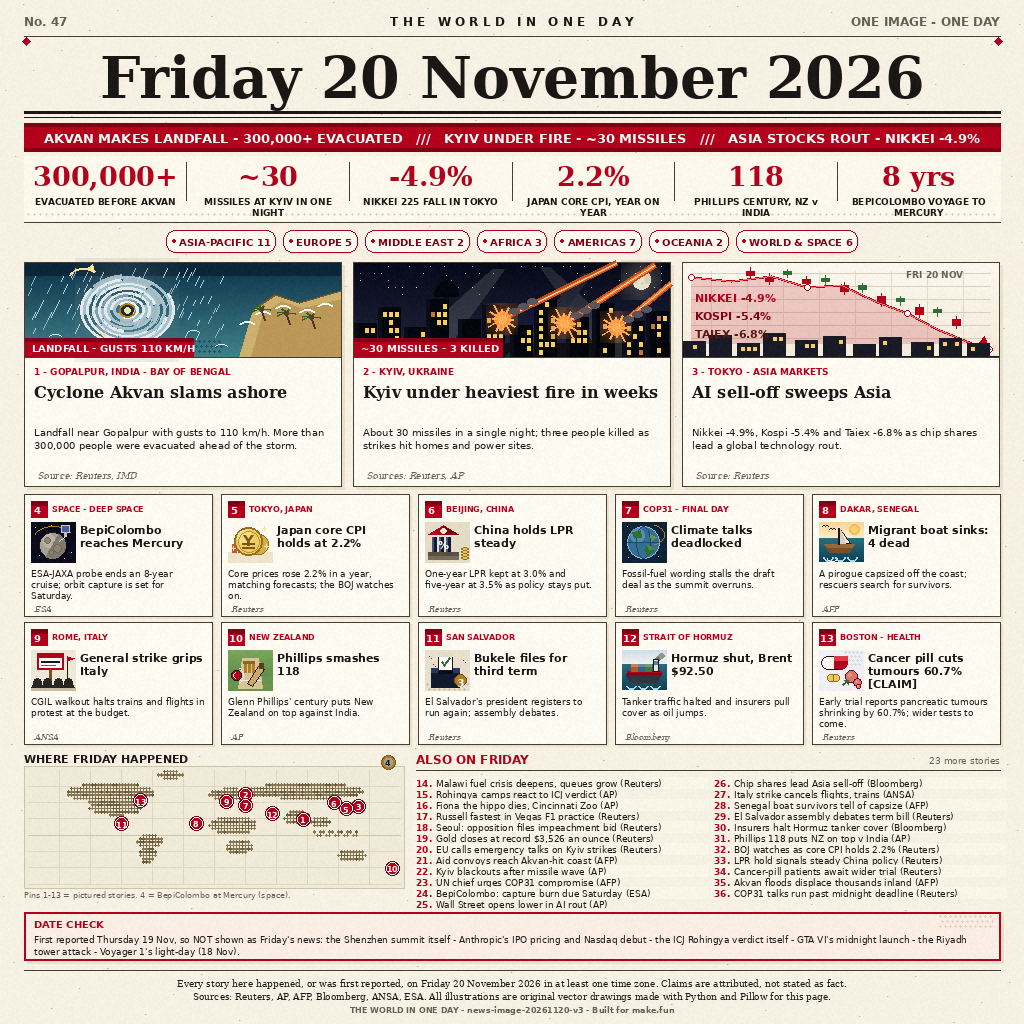 No. 47
THE WORLD IN ONE DAY
ONE IMAGE - ONE DAY
Friday 20 November 2026
AKVAN MAKES LANDFALL - 300,000+ EVACUATED /// KYIV UNDER FIRE - ~30 MISSILES /// ASIA STOCKS ROUT - NIKKEI -4.9%
300,000+
EVACUATED BEFORE AKVAN
~30
MISSILES AT KYIV IN ONE
NIGHT
-4.9%
NIKKEI 225 FALL IN TOKYO
2.2%
JAPAN CORE CPI, YEAR ON
YEAR
118
PHILLIPS CENTURY, NZ v
INDIA
8 yrs
BEPICOLOMBO VOYAGE TO
MERCURY
ASIA-PACIFIC 11
EUROPE 5
MIDDLE EAST 2
AFRICA 3
AMERICAS 7
OCEANIA 2
WORLD & SPACE 6
LANDFALL - GUSTS 110 KM/H
1 - GOPALPUR, INDIA - BAY OF BENGAL
Cyclone Akvan slams ashore
Landfall near Gopalpur with gusts to 110 km/h. More than
300,000 people were evacuated ahead of the storm.
Source: Reuters, IMD
~30 MISSILES - 3 KILLED
2 - KYIV, UKRAINE
Kyiv under heaviest fire in weeks
About 30 missiles in a single night; three people killed as
strikes hit homes and power sites.
Sources: Reuters, AP
FRI 20 NOV
NIKKEI -4.9%
KOSPI -5.4%
TAIEX -6.8%
3 - TOKYO - ASIA MARKETS
AI sell-off sweeps Asia
Nikkei -4.9%, Kospi -5.4% and Taiex -6.8% as chip shares
lead a global technology rout.
Source: Reuters
4 SPACE - DEEP SPACE
BepiColombo
reaches Mercury
ESA-JAXA probe ends an 8-year
cruise; orbit capture is set for
Saturday.
ESA
5 TOKYO, JAPAN
¥
Japan core CPI
holds at 2.2%
Core prices rose 2.2% in a year,
matching forecasts; the BOJ watches
on.
Reuters
6 BEIJING, CHINA
%
China holds LPR
steady
One-year LPR kept at 3.0% and
five-year at 3.5% as policy stays put.
Reuters
7 COP31 - FINAL DAY
Climate talks
deadlocked
Fossil-fuel wording stalls the draft
deal as the summit overruns.
Reuters
8 DAKAR, SENEGAL
Migrant boat sinks:
4 dead
A pirogue capsized off the coast;
rescuers search for survivors.
AFP
9 ROME, ITALY
General strike grips
Italy
CGIL walkout halts trains and flights in
protest at the budget.
ANSA
10 NEW ZEALAND
Phillips smashes
118
Glenn Phillips' century puts New
Zealand on top against India.
AP
11 SAN SALVADOR
3
Bukele files for
third term
El Salvador's president registers to
run again; assembly debates.
Reuters
12 STRAIT OF HORMUZ
Hormuz shut, Brent
$92.50
Tanker traffic halted and insurers pull
cover as oil jumps.
Bloomberg
13 BOSTON - HEALTH
Cancer pill cuts
tumours 60.7%
[CLAIM]
Early trial reports pancreatic tumours
shrinking by 60.7%; wider tests to
come.
Reuters
WHERE FRIDAY HAPPENED
4
13
9
2
7
6
5
3
12
1
11
8
10
Pins 1-13 = pictured stories. 4 = BepiColombo at Mercury (space).
ALSO ON FRIDAY
23 more stories
14. Malawi fuel crisis deepens, queues grow (Reuters)
15. Rohingya camps react to ICJ verdict (AP)
16. Fiona the hippo dies, Cincinnati Zoo (AP)
17. Russell fastest in Vegas F1 practice (Reuters)
18. Seoul: opposition files impeachment bid (Reuters)
19. Gold closes at record $3,526 an ounce (Reuters)
20. EU calls emergency talks on Kyiv strikes (Reuters)
21. Aid convoys reach Akvan-hit coast (AFP)
22. Kyiv blackouts after missile wave (AP)
23. UN chief urges COP31 compromise (AFP)
24. BepiColombo: capture burn due Saturday (ESA)
25. Wall Street opens lower in AI rout (AP)
26. Chip shares lead Asia sell-off (Bloomberg)
27. Italy strike cancels flights, trains (ANSA)
28. Senegal boat survivors tell of capsize (AFP)
29. El Salvador assembly debates term bill (Reuters)
30. Insurers halt Hormuz tanker cover (Bloomberg)
31. Phillips 118 puts NZ on top v India (AP)
32. BOJ watches as core CPI holds 2.2% (Reuters)
33. LPR hold signals steady China policy (Reuters)
34. Cancer-pill patients await wider trial (Reuters)
35. Akvan floods displace thousands inland (AFP)
36. COP31 talks run past midnight deadline (Reuters)
DATE CHECK
First reported Thursday 19 Nov, so NOT shown as Friday's news: the Shenzhen summit itself - Anthropic's IPO pricing and Nasdaq debut - the ICJ Rohingya verdict itself - GTA VI's midnight launch - the Riyadh
tower attack - Voyager 1's light-day (18 Nov).
Every story here happened, or was first reported, on Friday 20 November 2026 in at least one time zone. Claims are attributed, not stated as fact.
Sources: Reuters, AP, AFP, Bloomberg, ANSA, ESA. All illustrations are original vector drawings made with Python and Pillow for this page.
THE WORLD IN ONE DAY - news-image-20261120-v3 - Built for make.fun